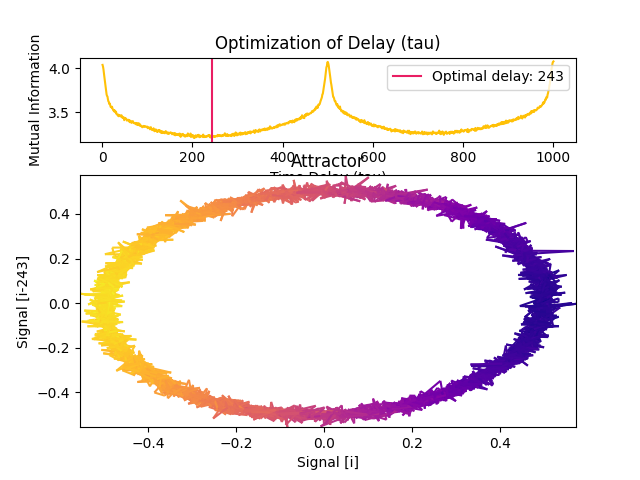 Optimization of Delay (tau)
Mutual Information
4.0
3.5
Optimal delay: 243
0
200
400
600
800
1000
Time Delay (tau)
Attractor
Signal [i-243]
0.4
0.2
0.0
−0.2
−0.4
−0.4
−0.2
0.0
0.2
0.4
Signal [i]